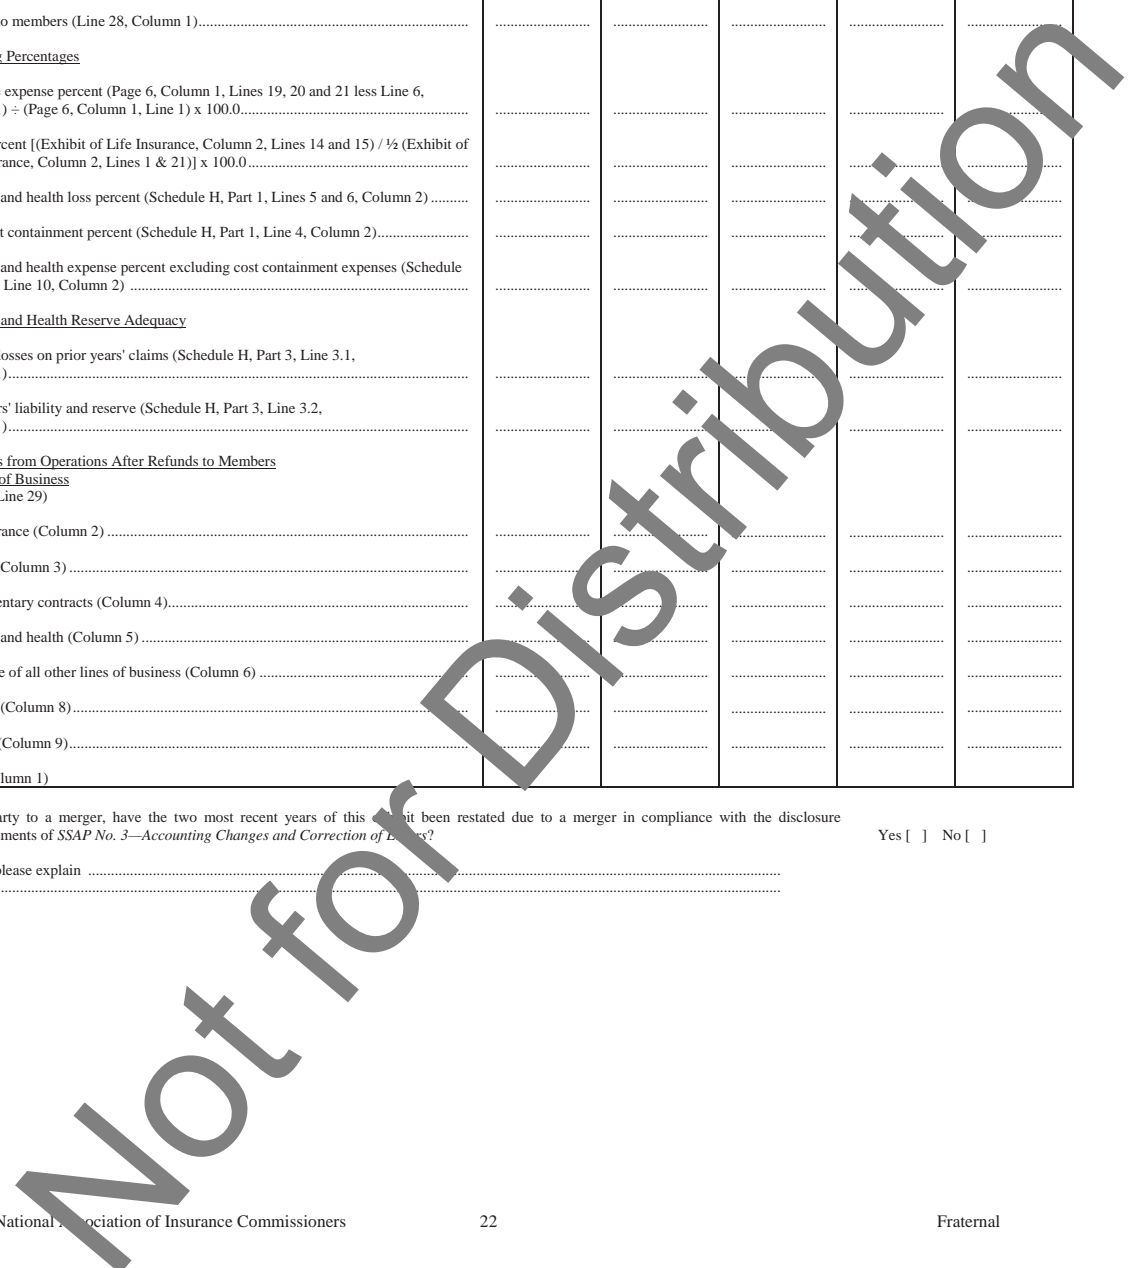 o members (Line 28, Column 1)
g Percentages
e expense percent (Page 6, Column 1, Lines 19, 20 and 21 less Line 6,
) ÷ (Page 6, Column 1, Line 1) x 100.0
rcent [(Exhibit of Life Insurance, Column 2, Lines 14 and 15) / ½ (Exhibit of
rance, Column 2, Lines 1 & 21)] x 100.0
and health loss percent (Schedule H, Part 1, Lines 5 and 6, Column 2)
t containment percent (Schedule H, Part 1, Line 4, Column 2)
and health expense percent excluding cost containment expenses (Schedule
Line 10, Column 2)
and Health Reserve Adequacy
losses on prior years' claims (Schedule H, Part 3, Line 3.1,
)
rs' liability and reserve (Schedule H, Part 3, Line 3.2,
)
s from Operations After Refunds to Members
of Business
Line 29)
rance (Column 2)
Column 3)
entary contracts (Column 4)
and health (Column 5)
e of all other lines of business (Column 6)
(Column 8)
(Column 9)
lumn 1)
arty to a merger, have the two most recent years of this exhibit been restated due to a merger in compliance with the disclosure
ments of SSAP No. 3—Accounting Changes and Correction of Errors?
Yes [ ] No [ ]
please explain
National Association of Insurance Commissioners 22 Fraternal
Not for Distribution